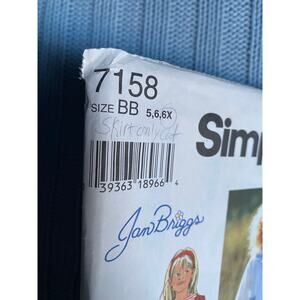 7158
SIZE BB 5,6,6X
Skirt only cut
Simp
39363 18966 4
Jan Briggs